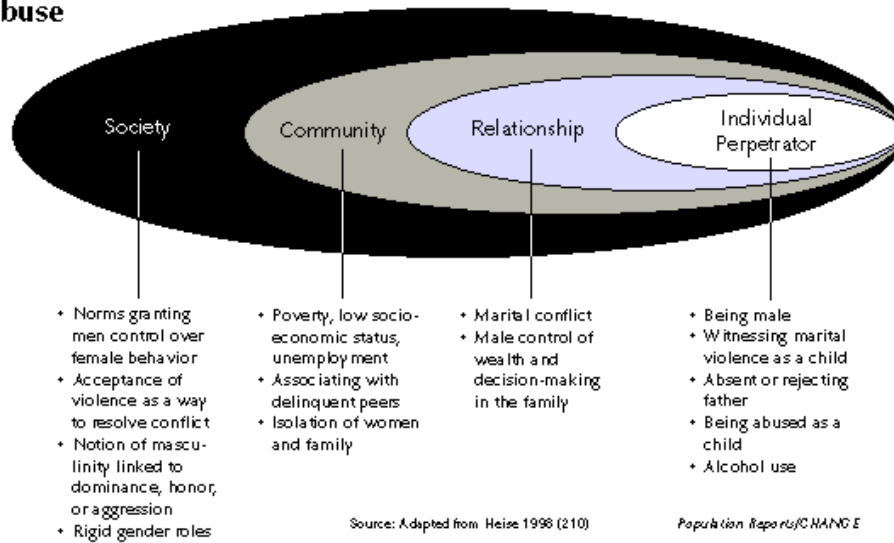 buse
Society
Community
Relationship
Individual
Perpetrator
• Norms granting
men control over
female behavior
• Acceptance of
violence as a way
to resolve conflict
• Notion of mascu-
linity linked to
dominance, honor,
or aggression
• Rigid gender roles
• Poverty, low socio-
economic status,
unemployment
• Associating with
delinquent peers
• Isolation of women
and family
• Marital conflict
• Male control of
wealth and
decision-making
in the family
• Being male
• Witnessing marital
violence as a child
• Absent or rejecting
father
• Being abused as a
child
• Alcohol use
Source: Adapted from Heise 1998 (210)
Population Reports/CHANGE